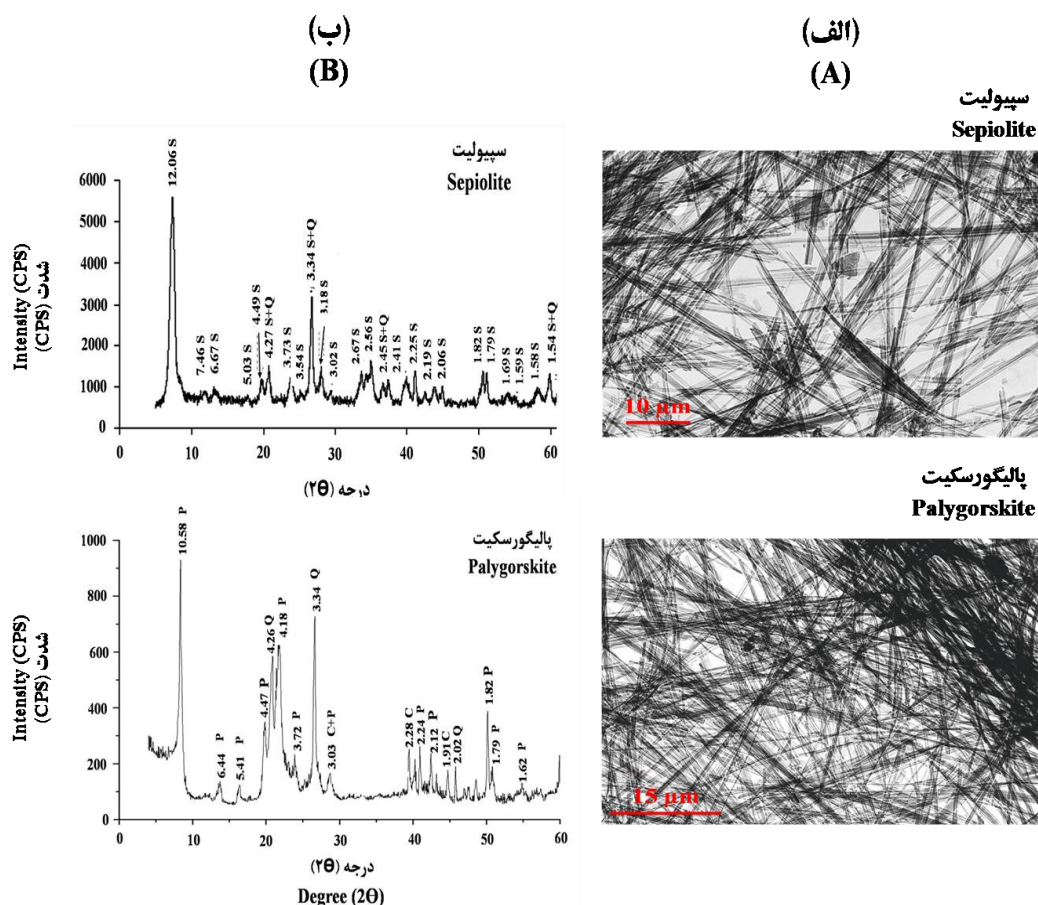 (ب)
(B)
(الف)
(A)
سپیولیت
Sepiolite
10 µm
سپیولیت
Sepiolite
Intensity (CPS)
شدت (CPS)
6000
5000
4000
3000
2000
1000
0
12.06 S
7.46 S
6.67 S
5.03 S
4.49 S
4.27 S+Q
3.73 S
3.54 S
3.34 S+Q
3.18 S
3.02 S
2.67 S
2.56 S
2.45 S+Q
2.41 S
2.25 S
2.19 S
2.06 S
1.82 S
1.79 S
1.69 S
1.59 S
1.58 S
1.54 S+Q
0 10 20 30 40 50 60
درجه (۲Ɵ)
پالیگورسکیت
Palygorskite
15 µm
پالیگورسکیت
Palygorskite
Intensity (CPS)
شدت (CPS)
1000
800
600
400
200
0
10.58 P
6.44 P
5.41 P
4.47 P
4.26 Q
4.18 P
3.72 P
3.34 Q
3.03 C+P
2.28 C
2.24 P
2.12 P
1.91 C
2.02 Q
1.82 P
1.79 P
1.62 P
0 10 20 30 40 50 60
درجه (۲Ɵ)
Degree (2Ɵ)